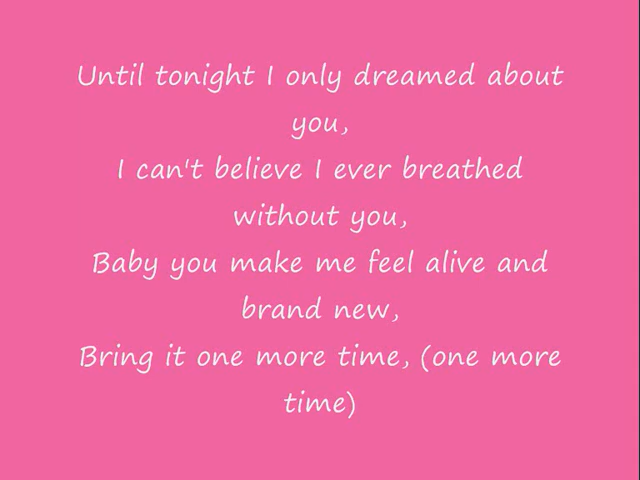 Until tonight I only dreamed about
you,
I can't believe I ever breathed
without you,
Baby you make me feel alive and
brand new,
Bring it one more time, (one more
time)